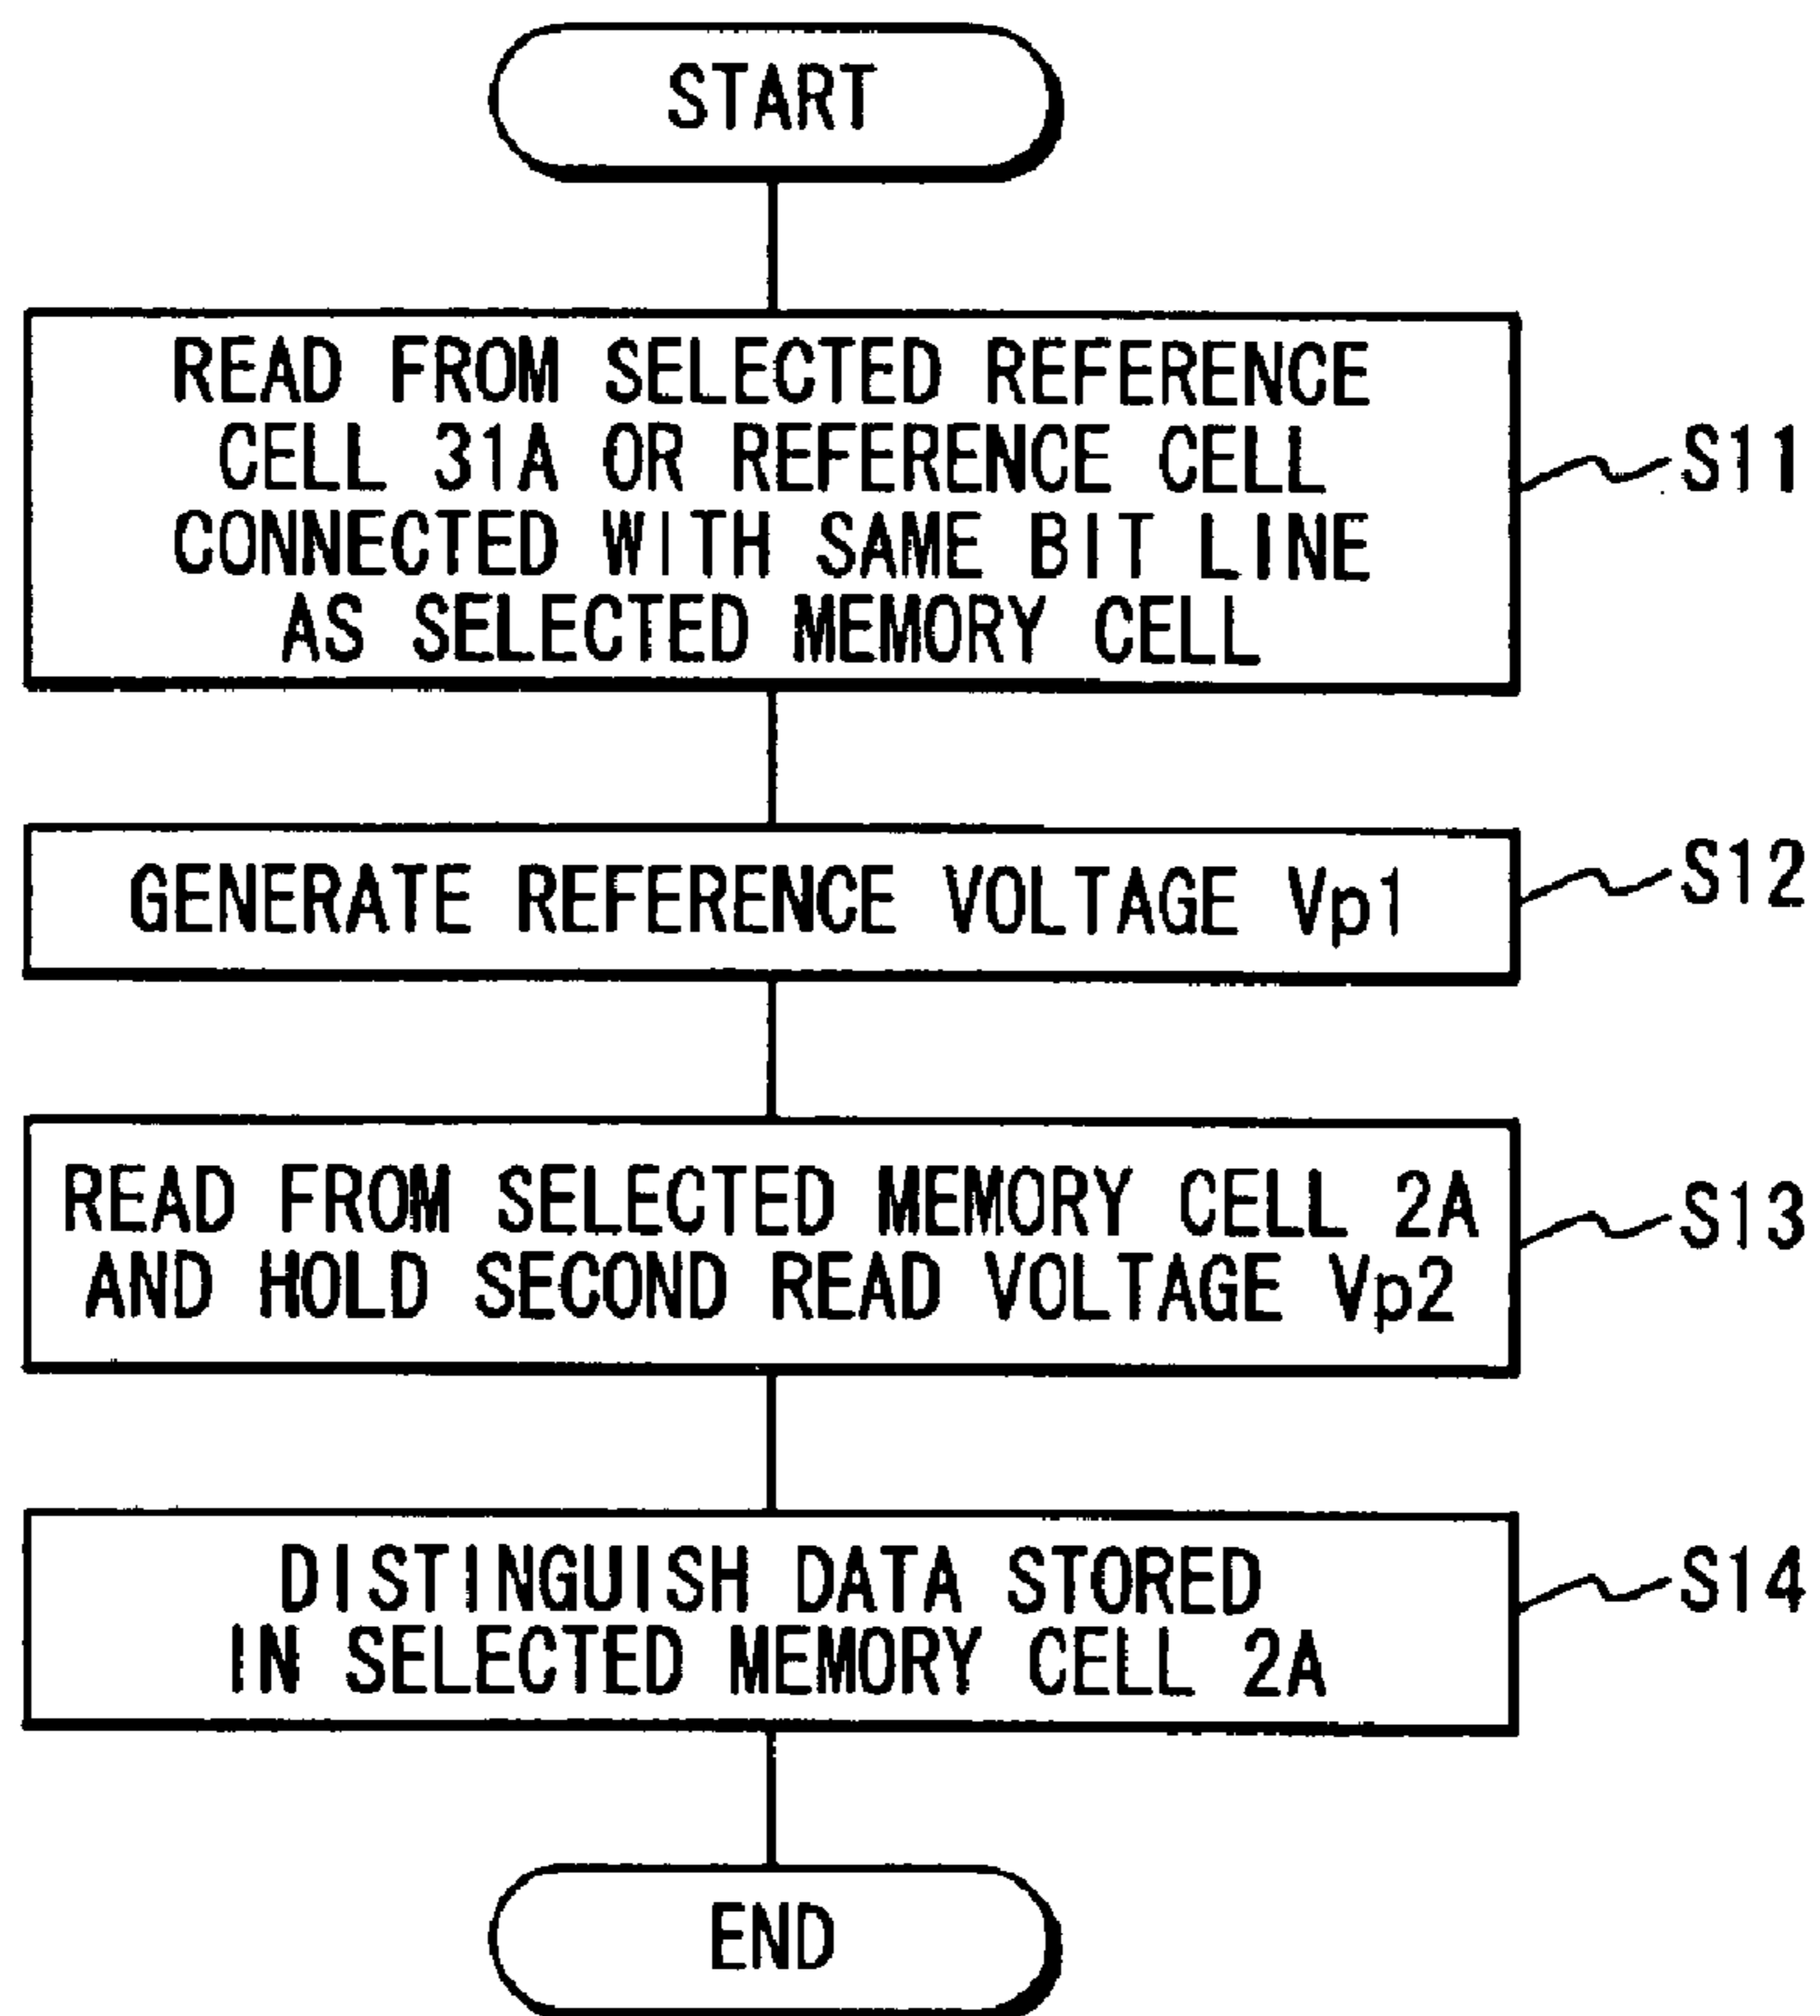 START
READ FROM SELECTED REFERENCE
CELL 31A OR REFERENCE CELL
CONNECTED WITH SAME BIT LINE
AS SELECTED MEMORY CELL
S11
GENERATE REFERENCE VOLTAGE Vp1
S12
READ FROM SELECTED MEMORY CELL 2A
AND HOLD SECOND READ VOLTAGE Vp2
S13
DISTINGUISH DATA STORED
IN SELECTED MEMORY CELL 2A
S14
END